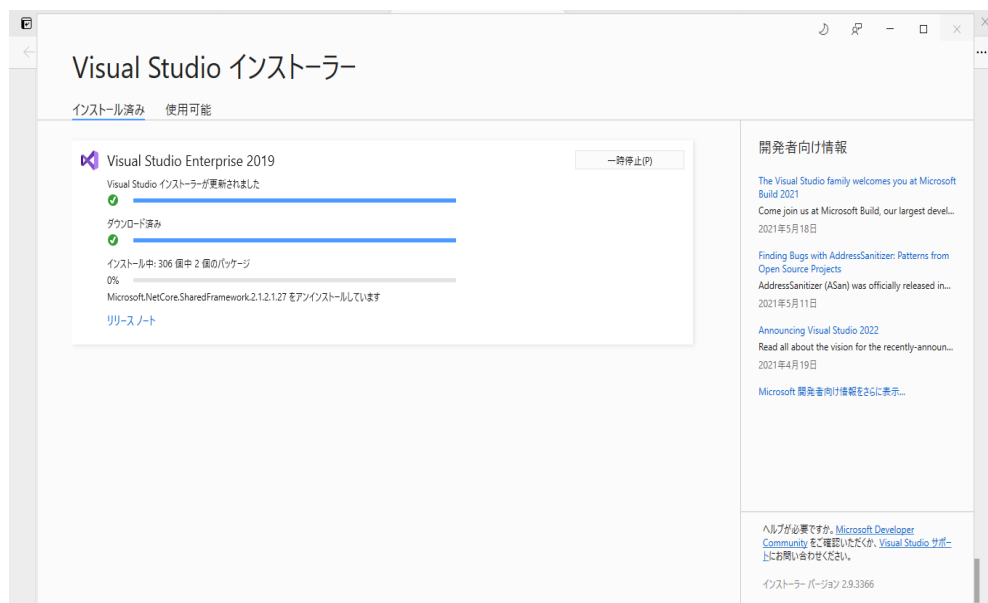 Visual Studio インストーラー
インストール済み
使用可能
Visual Studio Enterprise 2019
一時停止(P)
Visual Studio インストーラーが更新されました
ダウンロード済み
インストール中: 306 個中 2 個のパッケージ
0%
Microsoft.NetCore.SharedFramework.2.1.2.1.27 をアンインストールしています
リリース ノート
開発者向け情報
The Visual Studio family welcomes you at Microsoft
Build 2021
Come join us at Microsoft Build, our largest devel...
2021年5月18日
Finding Bugs with AddressSanitizer: Patterns from
Open Source Projects
AddressSanitizer (ASan) was officially released in...
2021年5月11日
Announcing Visual Studio 2022
Read all about the vision for the recently-announ...
2021年4月19日
Microsoft 開発者向け情報をさらに表示...
ヘルプが必要ですか。Microsoft Developer
Community をご確認いただくか、Visual Studio サポー
トにお問い合わせください。
インストーラー バージョン 2.9.3366